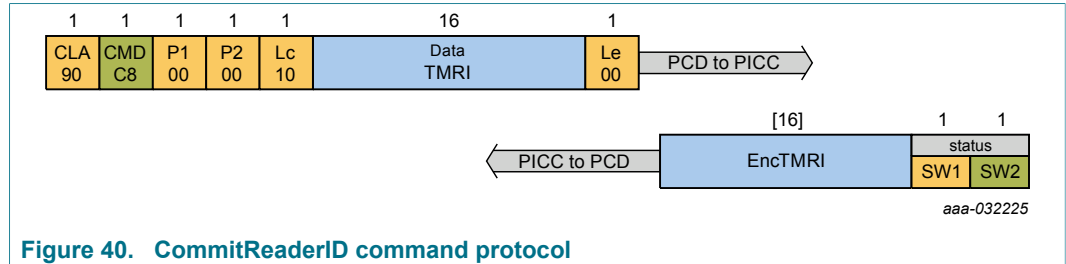 1 1 1 1 1 16 1
CLA CMD P1 P2 Lc Data Le
90 C8 00 00 10 TMRI 00
PCD to PICC
[16] 1 1
PICC to PCD EncTMRI status
SW1 SW2
aaa-032225
Figure 40. CommitReaderID command protocol